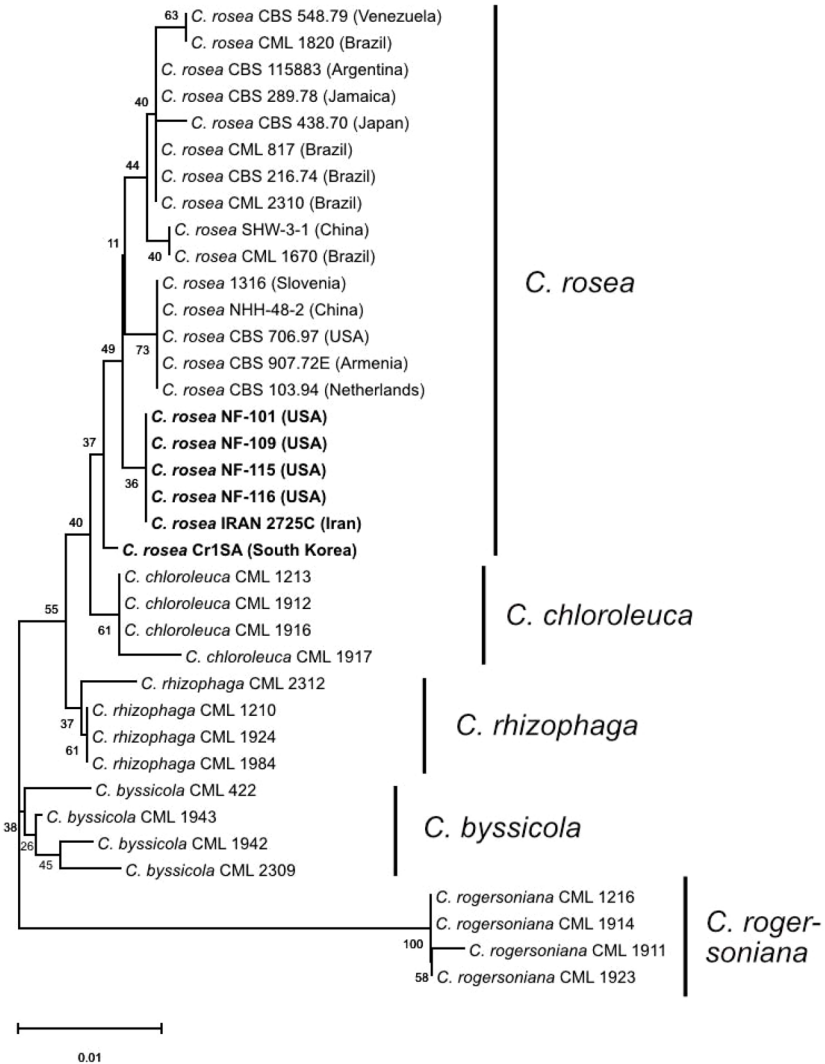 63
C. rosea CBS 548.79 (Venezuela)
C. rosea CML 1820 (Brazil)
C. rosea CBS 115883 (Argentina)
40
C. rosea CBS 289.78 (Jamaica)
C. rosea CBS 438.70 (Japan)
C. rosea CML 817 (Brazil)
44
C. rosea CBS 216.74 (Brazil)
C. rosea CML 2310 (Brazil)
C. rosea SHW-3-1 (China)
11
40
C. rosea CML 1670 (Brazil)
C. rosea 1316 (Slovenia)
C. rosea
C. rosea NHH-48-2 (China)
C. rosea CBS 706.97 (USA)
49
73
C. rosea CBS 907.72E (Armenia)
C. rosea CBS 103.94 (Netherlands)
C. rosea NF-101 (USA)
37
C. rosea NF-109 (USA)
C. rosea NF-115 (USA)
36
C. rosea NF-116 (USA)
40
C. rosea IRAN 2725C (Iran)
C. rosea Cr1SA (South Korea)
C. chloroleuca CML 1213
55
C. chloroleuca CML 1912
C. chloroleuca
61
C. chloroleuca CML 1916
C. chloroleuca CML 1917
C. rhizophaga CML 2312
37
C. rhizophaga CML 1210
C. rhizophaga
C. rhizophaga CML 1924
61
C. rhizophaga CML 1984
C. byssicola CML 422
38
C. byssicola CML 1943
C. byssicola
26
C. byssicola CML 1942
45
C. byssicola CML 2309
C. rogersoniana CML 1216
C. rogersoniana CML 1914
C. roger-
soniana
100
C. rogersoniana CML 1911
58
C. rogersoniana CML 1923
0.01